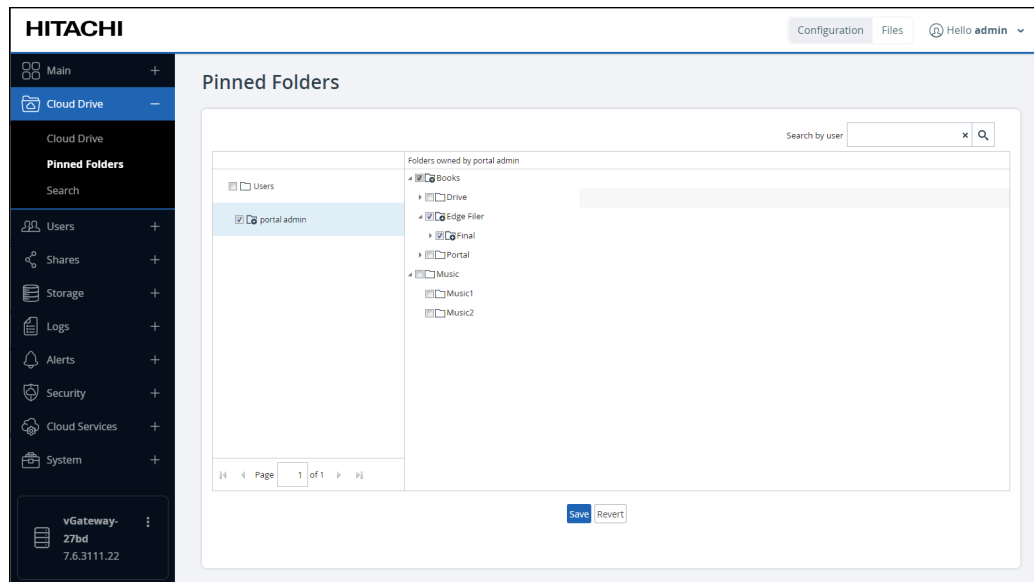 HITACHI
Configuration
Files
Hello admin
Main
Cloud Drive
Cloud Drive
Pinned Folders
Search
Users
Shares
Storage
Logs
Alerts
Security
Cloud Services
System
vGateway-
27bd
7.6.3111.22
Pinned Folders
Search by user
Users
portal admin
Page 1 of 1
Folders owned by portal admin
Books
Drive
Edge Filer
Final
Portal
Music
Music1
Music2
Save
Revert